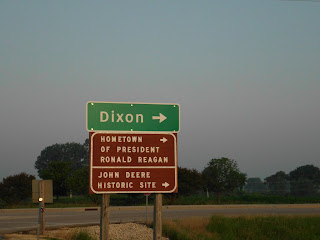 Dixon →
HOMETOWN →
OF PRESIDENT
RONALD REAGAN
JOHN DEERE
HISTORIC SITE →